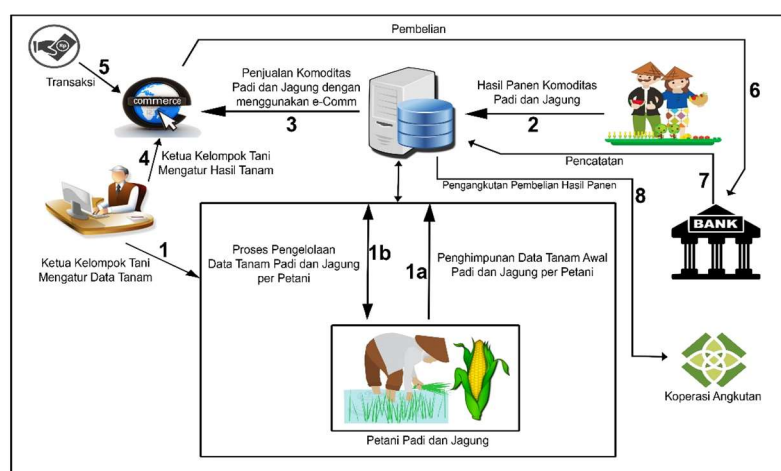 Pembelian
Rp
5
Transaksi
commerce
Penjualan Komoditas
Padi dan Jagung dengan
menggunakan e-Comm
3
Hasil Panen Komoditas
Padi dan Jagung
2
6
4
Ketua Kelompok Tani
Mengatur Hasil Tanam
Pencatatan
Pengangkutan Pembelian Hasil Panen
8
7
BANK
1
Ketua Kelompok Tani
Mengatur Data Tanam
Proses Pengelolaan
Data Tanam Padi dan Jagung
per Petani
1b
1a
Penghimpunan Data Tanam Awal
Padi dan Jagung per Petani
Petani Padi dan Jagung
Koperasi Angkutan